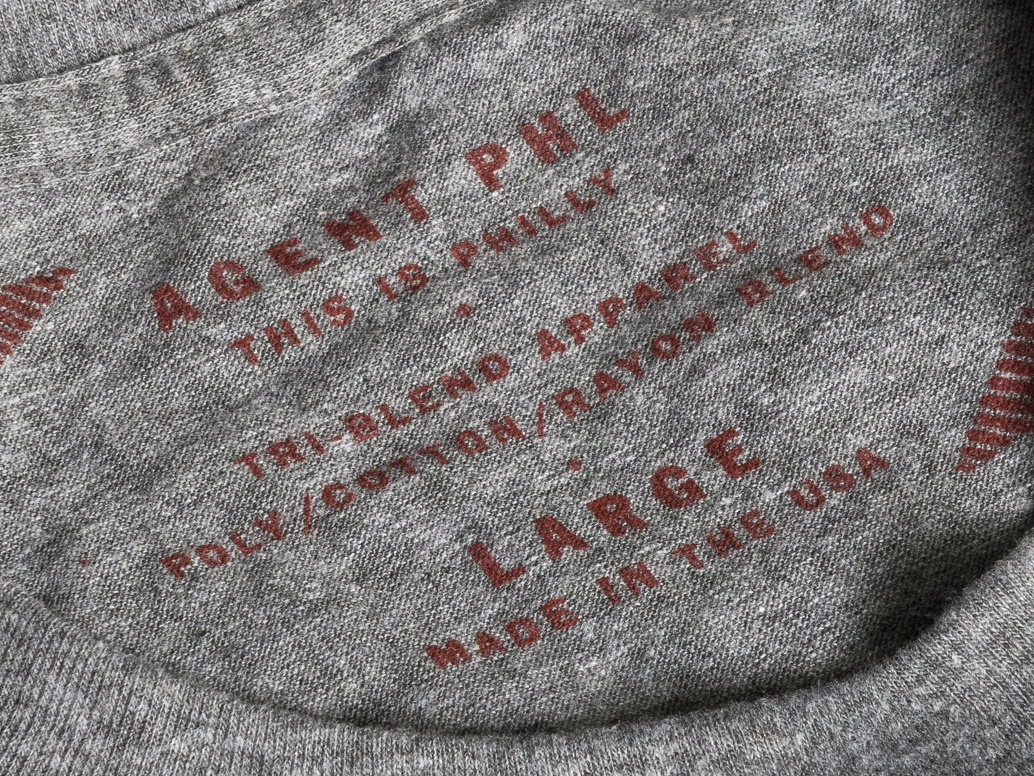 AGENT PHL
THIS IS PHILLY
TRI-BLEND APPAREL
POLY/COTTON/RAYON BLEND
LARGE
MADE IN THE USA